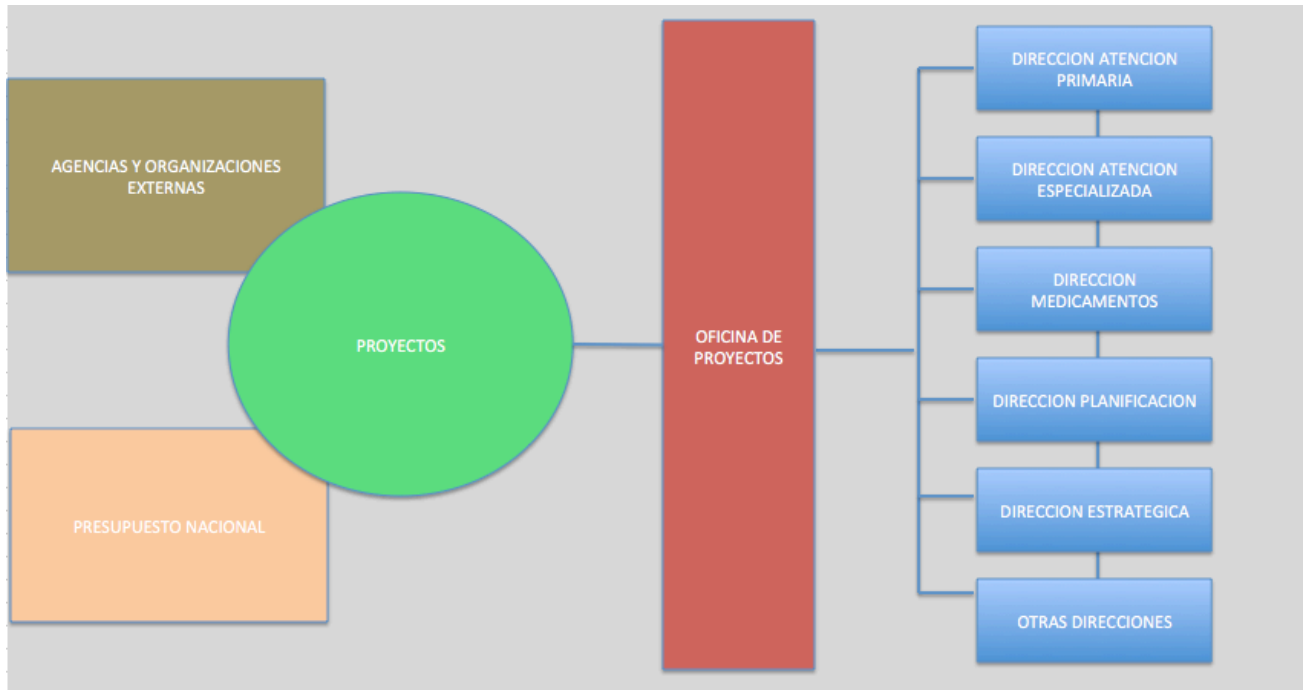 AGENCIAS Y ORGANIZACIONES
EXTERNAS
PRESUPUESTO NACIONAL
PROYECTOS
OFICINA DE
PROYECTOS
DIRECCION ATENCION
PRIMARIA
DIRECCION ATENCION
ESPECIALIZADA
DIRECCION
MEDICAMENTOS
DIRECCIÓN PLANIFICACION
DIRECCION ESTRATEGICA
OTRAS DIRECCIONES